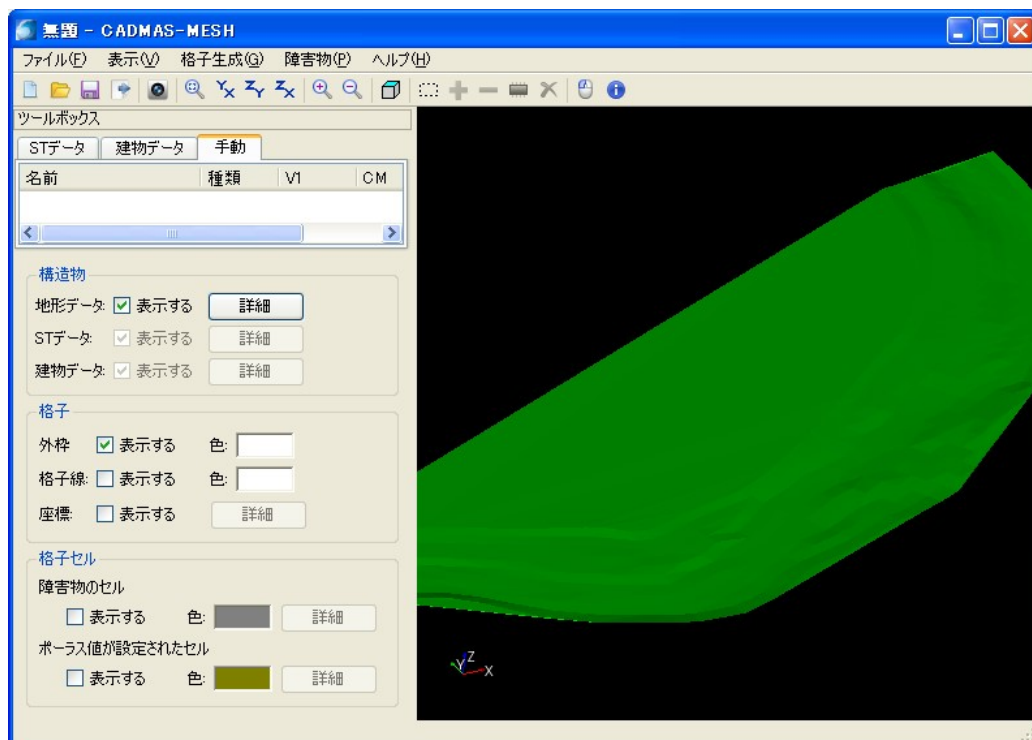 無題 - CADMAS-MESH
ファイル(F) 表示(V) 格子生成(G) 障害物(P) ヘルプ(H)
ツールボックス
STデータ 建物データ 手動
名前 種類 V1 CM
構造物
地形データ: 表示する 詳細
STデータ: 表示する 詳細
建物データ: 表示する 詳細
格子
外枠 表示する 色:
格子線: 表示する 色:
座標: 表示する 詳細
格子セル
障害物のセル
表示する 色: 詳細
ポーラス値が設定されたセル
表示する 色: 詳細
Z
Y X